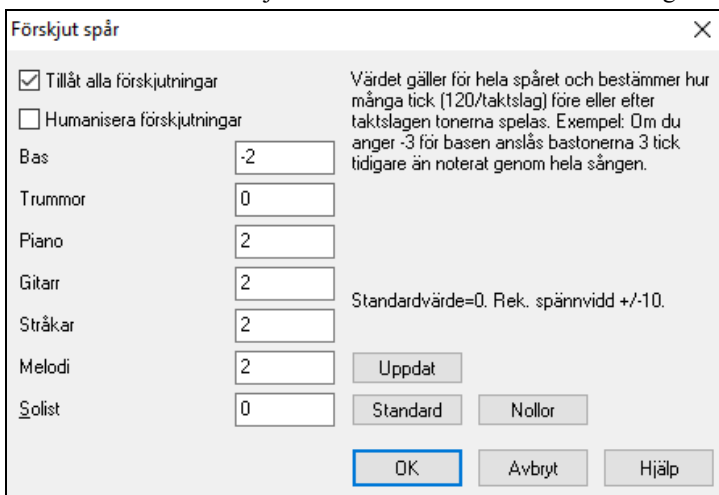 Förskjut spår
Tillåt alla förskjutningar
Humanisera förskjutningar
Bas -2
Trummor 0
Piano 2
Gitarr 2
Stråkar 2
Melodi 2
Solist 0
Värdet gäller för hela spåret och bestämmer hur
många tick (120/taktslag) före eller efter
taktslagen tonerna spelas. Exempel: Om du
anger -3 för basen anslås bastonerna 3 tick
tidigare än noterat genom hela sången.
Standardvärde=0. Rek. spännvidd +/-10.
Uppdat
Standard Nollor
OK Avbryt Hjälp